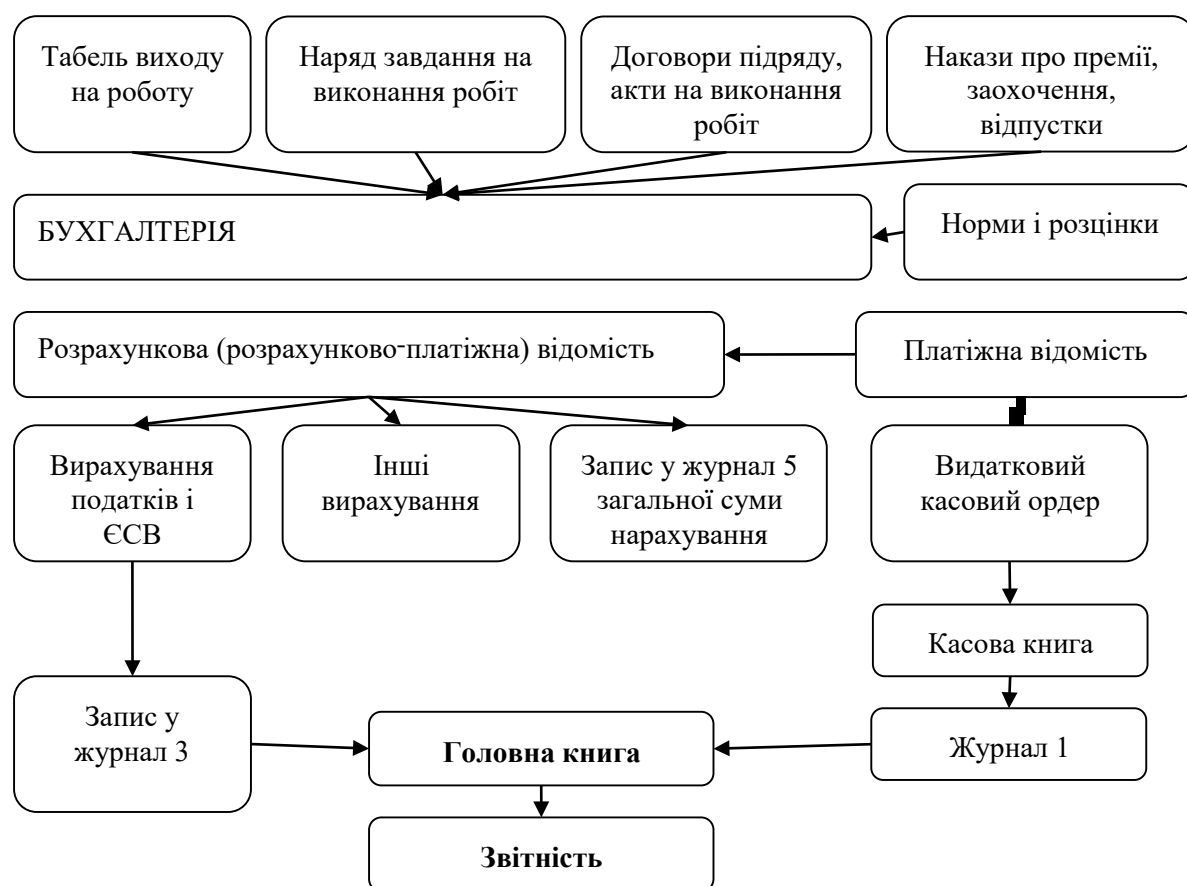 Табель виходу
на роботу
Наряд завдання на
виконання робіт
Договори підряду,
акти на виконання
робіт
Накази про премії,
заохочення,
відпустки
БУХГАЛТЕРІЯ
Норми і розцінки
Розрахункова (розрахунково-платіжна) відомість
Платіжна відомість
Вирахування
податків і
ЄСВ
Інші
вирахування
Запис у журнал 5
загальної суми
нарахування
Видатковий
касовий ордер
Касова книга
Запис у
журнал 3
Головна книга
Журнал 1
Звітність